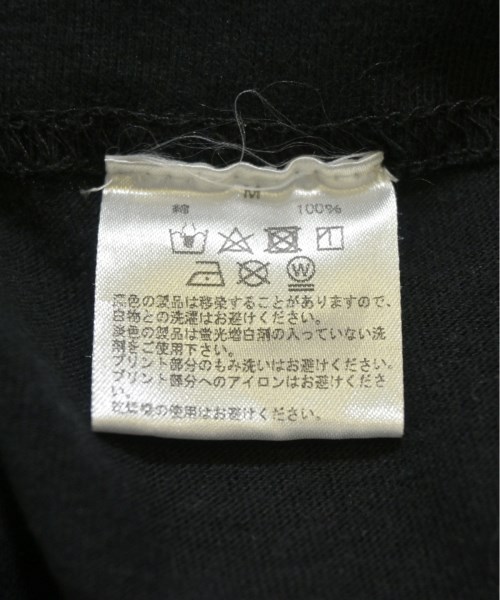 M
綿 100%
W
濃色の製品は移染することがありますので、
白物との洗濯はお避けください。
淡色の製品は蛍光増白剤の入っていない洗
剤をご使用下さい。
プリント部分のもみ洗いはお避けください。
プリント部分へのアイロンはお避けくださ
い。
乾燥機の使用はお避けください。